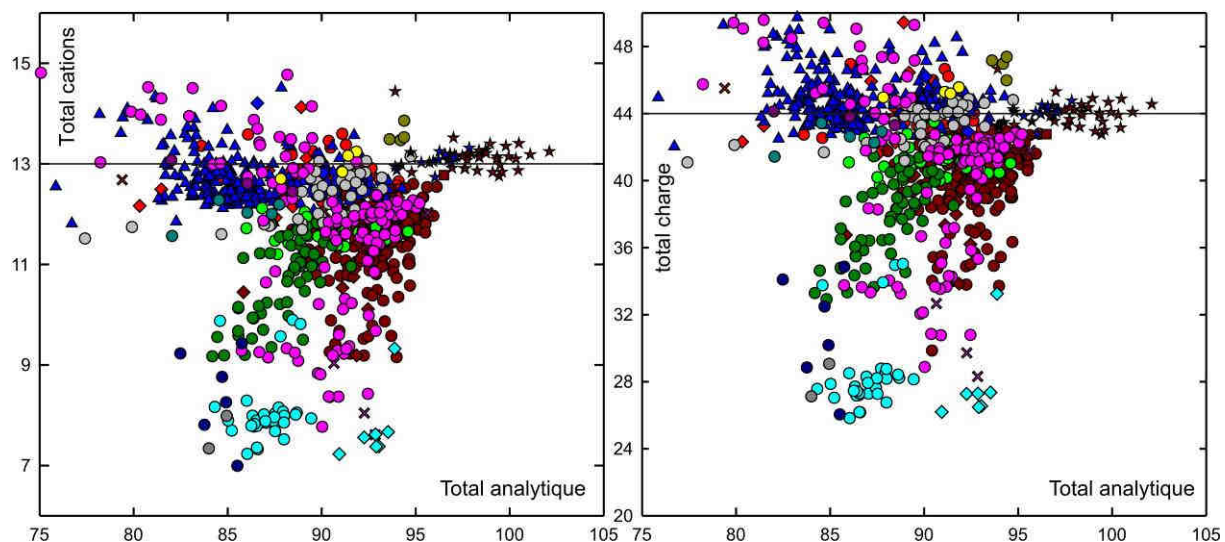 15
13
11
9
7
Total cations
Total analytique
75 80 85 90 95 100 105
48
44
40
36
32
28
24
20
total charge
Total analytique
75 80 85 90 95 100 105